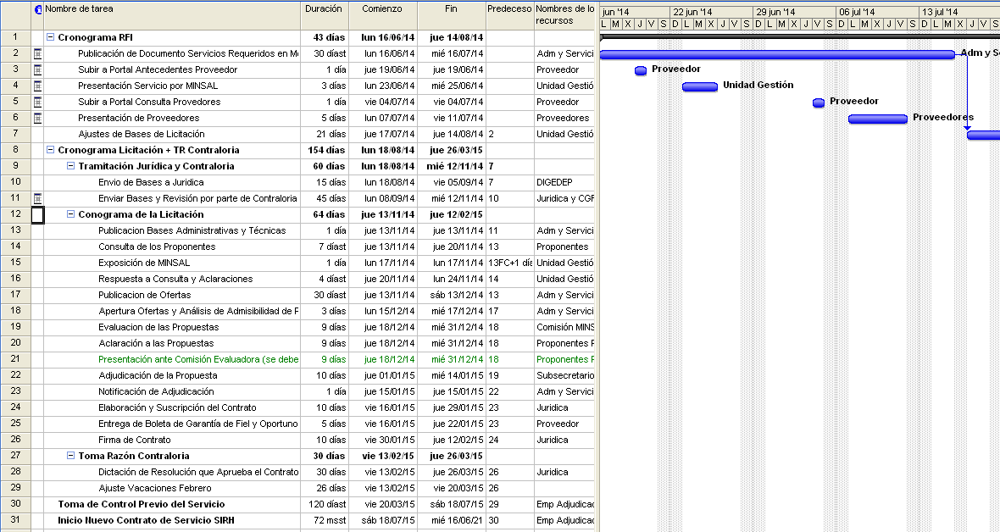 Nombre de tarea Duración Comienzo Fin Predeceso Nombres de lo recursos
jun '14 22 jun '14 29 jun '14 06 jul '14 13 jul '14
L M X J V S D L M X J V S D L M X J V S D L M X J V S D L M X J V S
1 Cronograma RFI 43 días lun 16/06/14 jue 14/08/14
2 Publicación de Documento Servicios Requeridos en M 30 díast lun 16/06/14 mié 16/07/14 Adm y Servici Adm y S
3 Subir a Portal Antecedentes Proveedor 1 día jue 19/06/14 jue 19/06/14 Proveedor Proveedor
4 Presentación Servicio por MINSAL 3 días lun 23/06/14 mié 25/06/14 Unidad Gestió Unidad Gestión
5 Subir a Portal Consulta Provedores 1 día vie 04/07/14 vie 04/07/14 Proveedor Proveedor
6 Presentación de Proveedores 5 días lun 07/07/14 vie 11/07/14 Proveedores Proveedores
7 Ajustes de Bases de Licitación 21 días jue 17/07/14 jue 14/08/14 2 Unidad Gestió
8 Cronograma Licitación + TR Contraloria 154 días lun 18/08/14 jue 26/03/15
9 Tramitación Jurídica y Contraloria 60 días lun 18/08/14 mié 12/11/14 7
10 Envio de Bases a Juridica 15 días lun 18/08/14 vie 05/09/14 7 DIGEDEP
11 Enviar Bases y Revisión por parte de Contraloria 45 días lun 08/09/14 mié 12/11/14 10 Juridica y CGF
12 Conograma de la Licitación 64 días jue 13/11/14 jue 12/02/15
13 Publicacion Bases Administrativas y Técnicas 1 día jue 13/11/14 jue 13/11/14 11 Adm y Servici
14 Consulta de los Proponentes 7 díast jue 13/11/14 jue 20/11/14 13 Proponentes
15 Exposición de MINSAL 1 día lun 17/11/14 lun 17/11/14 13FC+1 día Unidad Gestió
16 Respuesta a Consulta y Aclaraciones 4 díast jue 20/11/14 lun 24/11/14 14 Unidad Gestió
17 Publicacion de Ofertas 30 díast jue 13/11/14 sáb 13/12/14 13 Adm y Servici
18 Apertura Ofertas y Análisis de Admisibilidad de F 3 días lun 15/12/14 mié 17/12/14 17 Adm y Servici
19 Evaluacion de las Propuestas 9 días jue 18/12/14 mié 31/12/14 18 Comisión MINS
20 Aclaración a las Propuestas 9 días jue 18/12/14 mié 31/12/14 18 Proponentes F
21 Presentación ante Comisión Evaluadora (se debe 9 días jue 18/12/14 mié 31/12/14 18 Proponentes F
22 Adjudicación de la Propuesta 10 días jue 01/01/15 mié 14/01/15 19 Subsecretario
23 Notificación de Adjudicación 1 día jue 15/01/15 jue 15/01/15 22 Adm y Servici
24 Elaboración y Suscripción del Contrato 10 días vie 16/01/15 jue 29/01/15 23 Juridica
25 Entrega de Boleta de Garantía de Fiel y Oportuno 5 días vie 16/01/15 jue 22/01/15 23 Proveedor
26 Firma de Contrato 10 días vie 30/01/15 jue 12/02/15 24 Juridica
27 Toma Razón Contraloria 30 días vie 13/02/15 jue 26/03/15
28 Dictación de Resolución que Aprueba el Contrato 30 días vie 13/02/15 jue 26/03/15 26 Juridica
29 Ajuste Vacaciones Febrero 26 días vie 13/02/15 vie 20/03/15 26
30 Toma de Control Previo del Servicio 120 díast vie 20/03/15 sáb 18/07/15 29 Emp Adjudicac
31 Inicio Nuevo Contrato de Servicio SIRH 72 msst sáb 18/07/15 mié 16/06/21 30 Emp Adjudicac